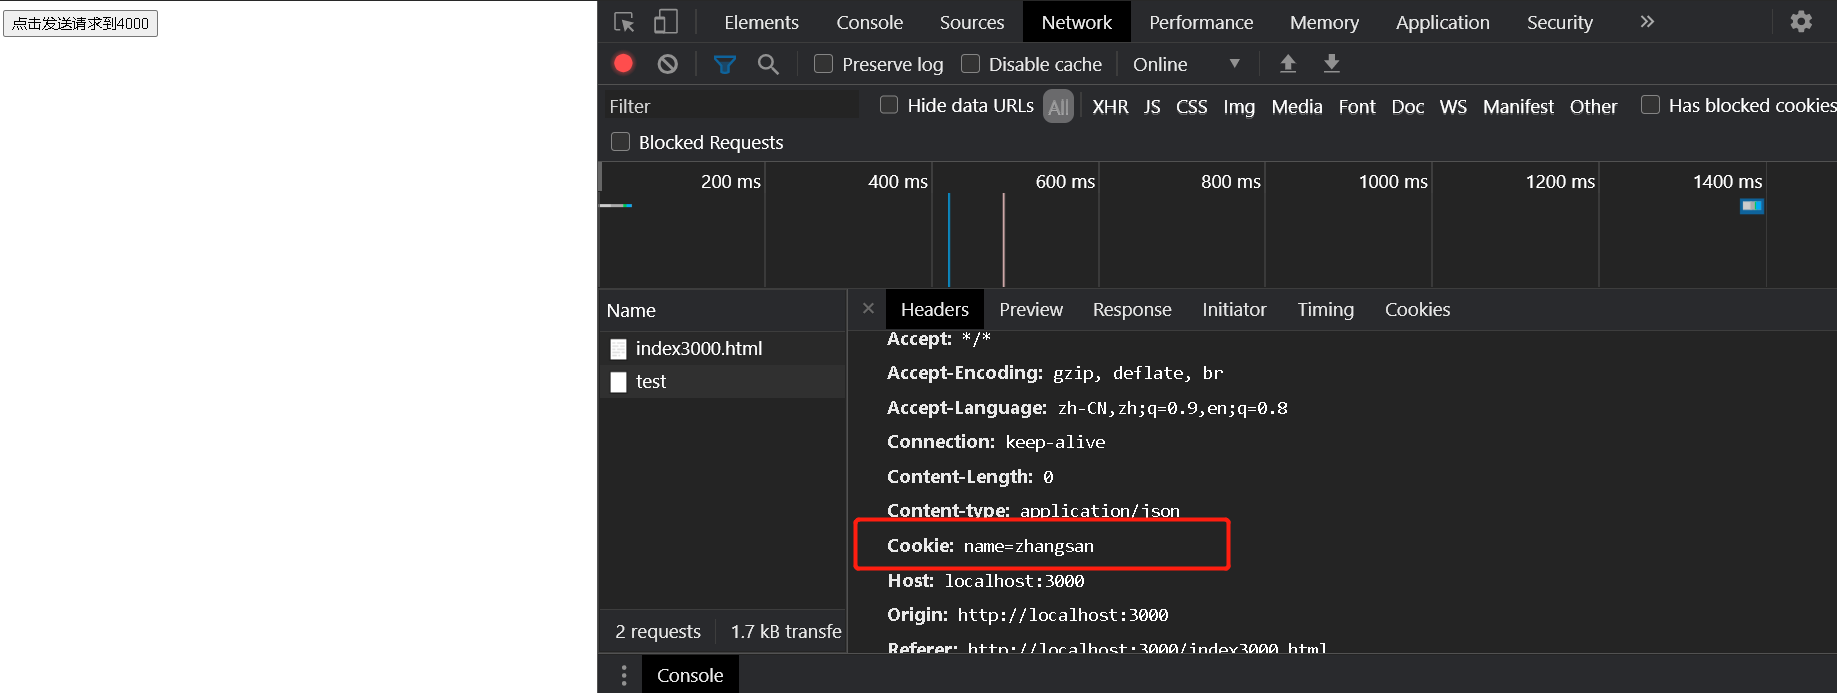 点击发送请求到4000
Elements Console Sources Network Performance Memory Application Security »
Preserve log Disable cache Online
Filter Hide data URLs All XHR JS CSS Img Media Font Doc WS Manifest Other Has blocked cookies
Blocked Requests
200 ms 400 ms 600 ms 800 ms 1000 ms 1200 ms 1400 ms
Name
index3000.html
test
2 requests 1.7 kB transfe
× Headers Preview Response Initiator Timing Cookies
Accept: */*
Accept-Encoding: gzip, deflate, br
Accept-Language: zh-CN,zh;q=0.9,en;q=0.8
Connection: keep-alive
Content-Length: 0
Content-type: application/json
Cookie: name=zhangsan
Host: localhost:3000
Origin: http://localhost:3000
Referer: http://localhost:3000/index3000.html
Console